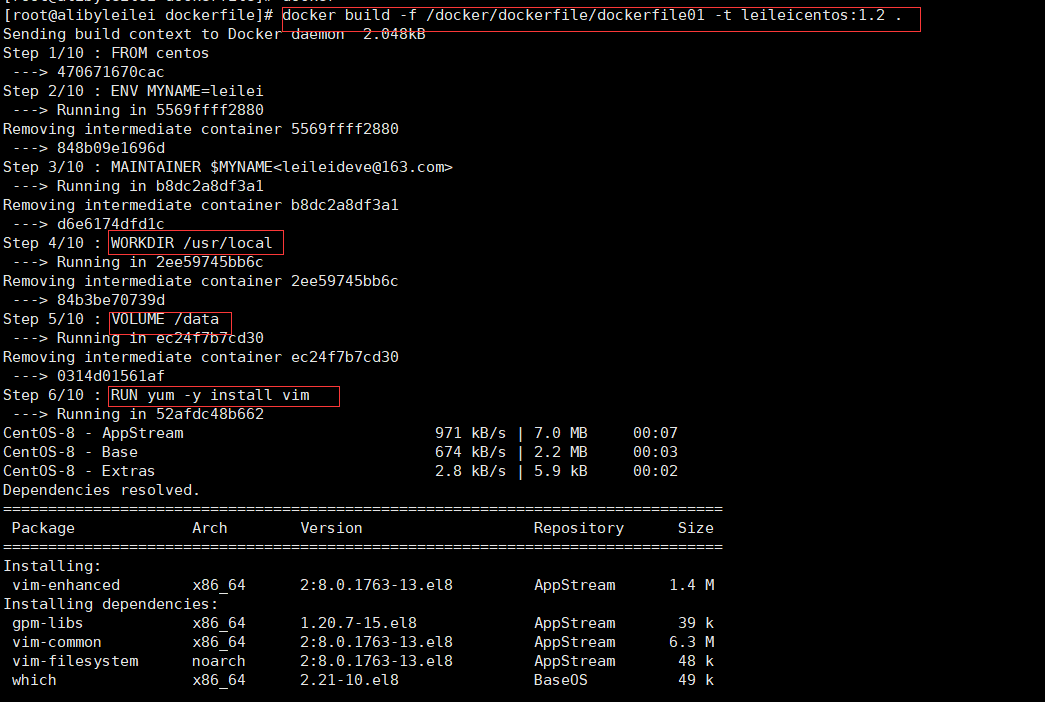 [root@alibyleilei dockerfile]# docker
[root@alibyleilei dockerfile]# docker build -f /docker/dockerfile/dockerfile01 -t leileicentos:1.2 .
Sending build context to Docker daemon  2.048kB
Step 1/10 : FROM centos
 ---> 470671670cac
Step 2/10 : ENV MYNAME=leilei
 ---> Running in 5569ffff2880
Removing intermediate container 5569ffff2880
 ---> 848b09e1696d
Step 3/10 : MAINTAINER $MYNAME<leileideve@163.com>
 ---> Running in b8dc2a8df3a1
Removing intermediate container b8dc2a8df3a1
 ---> d6e6174dfd1c
Step 4/10 : WORKDIR /usr/local
 ---> Running in 2ee59745bb6c
Removing intermediate container 2ee59745bb6c
 ---> 84b3be70739d
Step 5/10 : VOLUME /data
 ---> Running in ec24f7b7cd30
Removing intermediate container ec24f7b7cd30
 ---> 0314d01561af
Step 6/10 : RUN yum -y install vim
 ---> Running in 52afdc48b662
CentOS-8 - AppStream                            971 kB/s | 7.0 MB     00:07
CentOS-8 - Base                                 674 kB/s | 2.2 MB     00:03
CentOS-8 - Extras                               2.8 kB/s | 5.9 kB     00:02
Dependencies resolved.
================================================================================
 Package             Arch        Version                   Repository      Size
================================================================================
Installing:
 vim-enhanced        x86_64      2:8.0.1763-13.el8         AppStream      1.4 M
Installing dependencies:
 gpm-libs            x86_64      1.20.7-15.el8             AppStream       39 k
 vim-common          x86_64      2:8.0.1763-13.el8         AppStream      6.3 M
 vim-filesystem      noarch      2:8.0.1763-13.el8         AppStream       48 k
 which               x86_64      2.21-10.el8               BaseOS          49 k